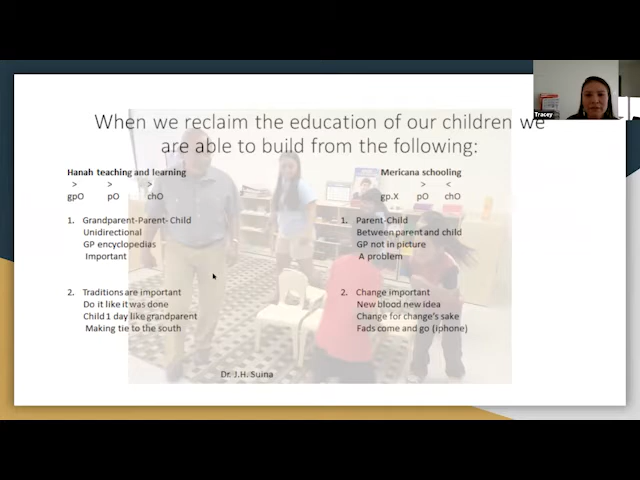 When we reclaim the education of our children we
are able to build from the following:
Hanah teaching and learning
> > >
gpO pO chO
1. Grandparent-Parent- Child
Unidirectional
GP encyclopedias
Important
2. Traditions are important
Do it like it was done
Child 1 day like grandparent
Making tie to the south
Mericana schooling
> <
gp.X pO chO
1. Parent-Child
Between parent and child
GP not in picture
A problem
2. Change important
New blood new idea
Change for change's sake
Fads come and go (iphone)
Dr. J.H. Suina
Tracey